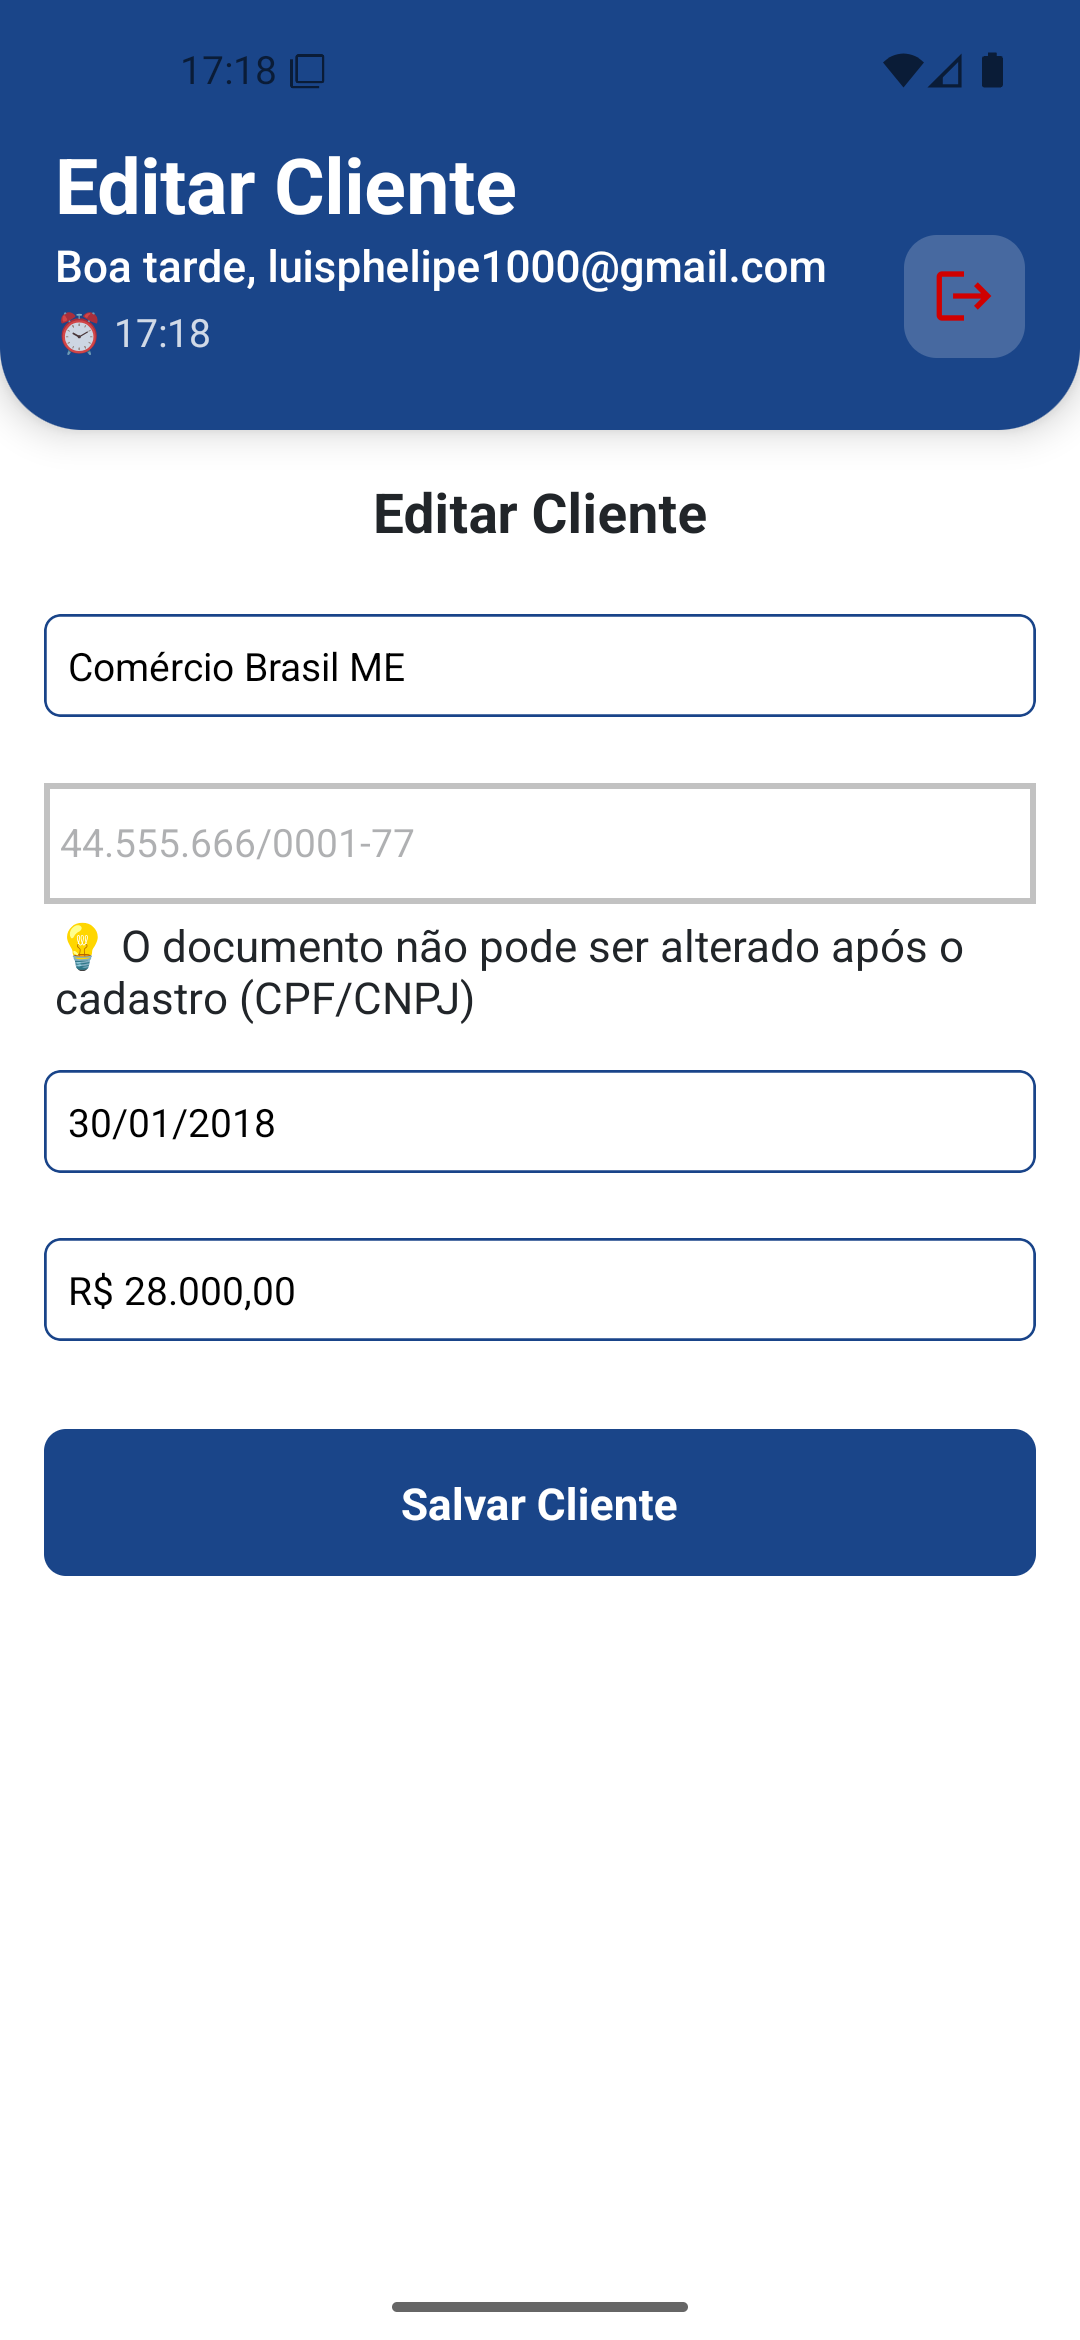 17:18
Editar Cliente
Boa tarde, luisphelipe1000@gmail.com
⏰ 17:18
Editar Cliente
Comércio Brasil ME
44.555.666/0001-77
💡 O documento não pode ser alterado após o
cadastro (CPF/CNPJ)
30/01/2018
R$ 28.000,00
Salvar Cliente